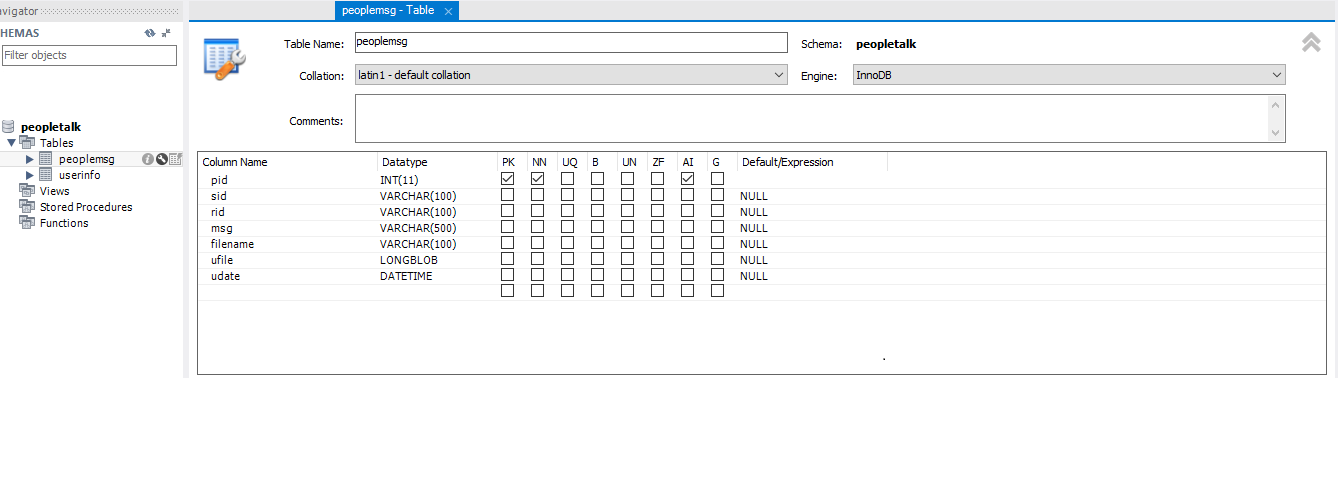 avigator
HEMAS
Filter objects
peopletalk
Tables
peoplemsg
userinfo
Views
Stored Procedures
Functions
peoplemsg - Table
Table Name: peoplemsg Schema: peopletalk
Collation: latin1 - default collation Engine: InnoDB
Comments:
Column Name Datatype PK NN UQ B UN ZF AI G Default/Expression
pid INT(11)
sid VARCHAR(100) NULL
rid VARCHAR(100) NULL
msg VARCHAR(500) NULL
filename VARCHAR(100) NULL
ufile LONGBLOB NULL
udate DATETIME NULL